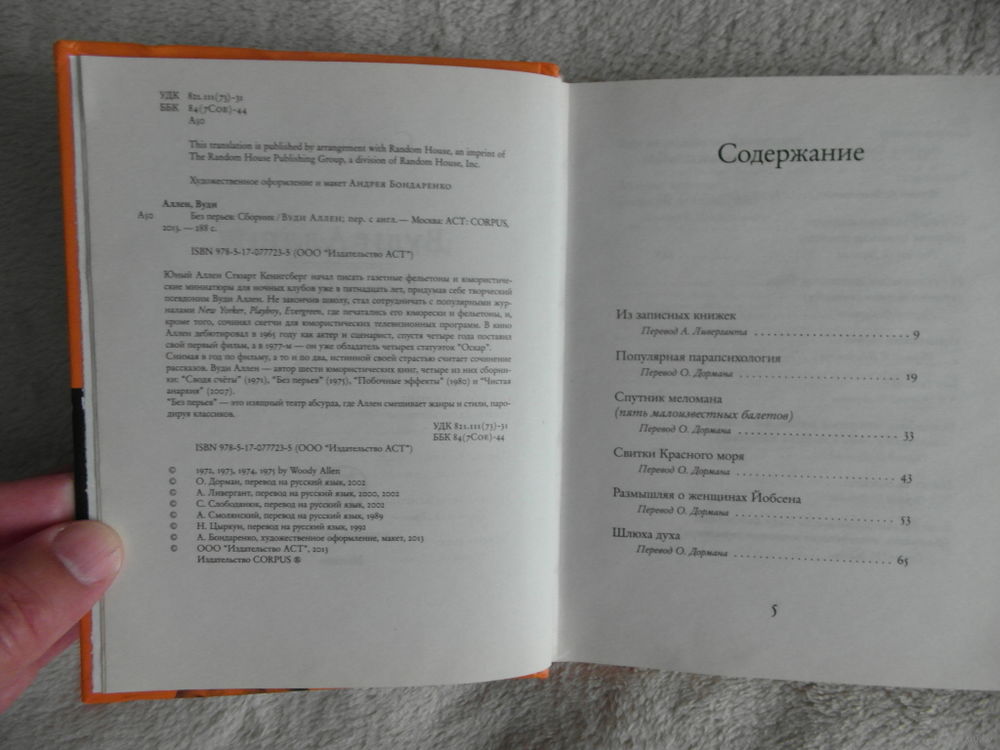 УДК 821.111(73)-31
ББК 84(7Сое)-44
А50
This translation is published by arrangement with Random House, an imprint of
The Random House Publishing Group, a division of Random House, Inc.
Художественное оформление и макет Андрея Бондаренко
Аллен, Вуди
А50 Без перьев: Сборник / Вуди Аллен; пер. с англ. — Москва: АСТ: CORPUS,
2013. — 288 с.
ISBN 978-5-17-077723-5 (ООО "Издательство АСТ")
Юный Аллен Стюарт Кенигсберг начал писать газетные фельетоны и юмористиче-
ские миниатюры для ночных клубов уже в пятнадцать лет, придумав себе творческий
псевдоним Вуди Аллен. Не закончив школу, стал сотрудничать с популярными жур-
налами New Yorker, Playboy, Evergreen, где печатались его юморески и фельетоны, и,
кроме того, сочинял скетчи для юмористических телевизионных программ. В кино
Аллен дебютировал в 1965 году как актер и сценарист, спустя четыре года поставил
свой первый фильм, а в 1977-м — он уже обладатель четырех статуэток "Оскар".
Снимая в год по фильму, а то и по два, истинной своей страстью считает сочинение
рассказов. Вуди Аллен — автор шести юмористических книг, четыре из них сборни-
ки: "Сводя счёты" (1971), "Без перьев" (1975), "Побочные эффекты" (1980) и "Чистая
анархия" (2007).
"Без перьев" — это изящный театр абсурда, где Аллен смешивает жанры и стили, паро-
дируя классиков.
УДК 821.111(73)-31
ББК 84(7Сое)-44
ISBN 978-5-17-077723-5 (ООО "Издательство АСТ")
© 1972, 1973, 1974, 1975 by Woody Allen
© О. Дорман, перевод на русский язык, 2002
© А. Ливергант, перевод на русский язык, 2000, 2002
© С. Слободянюк, перевод на русский язык, 2002
© А. Смолянский, перевод на русский язык, 1989
© Н. Цыркун, перевод на русский язык, 1992
© А. Бондаренко, художественное оформление, макет, 2013
© ООО "Издательство АСТ", 2013
Издательство CORPUS ®
Содержание
Из записных книжек
Перевод А. Ливерганта 9
Популярная парапсихология
Перевод О. Дормана 19
Спутник меломана
(пять малоизвестных балетов)
Перевод О. Дормана 33
Свитки Красного моря
Перевод О. Дормана 43
Размышляя о женщинах Йобсена
Перевод О. Дормана 53
Шлюха духа
Перевод О. Дормана 65
5